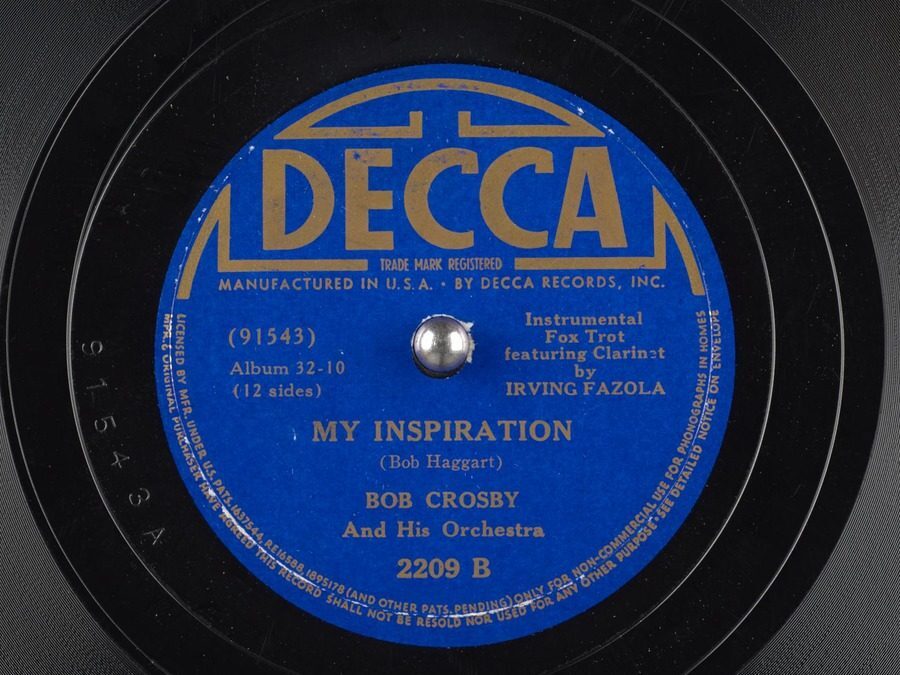 DECCA
TRADE MARK REGISTERED
MANUFACTURED IN U.S.A. • BY DECCA RECORDS, INC.
(91543)
Album 32-10
(12 sides)
Instrumental
Fox Trot
featuring Clarinet
by
IRVING FAZOLA
MY INSPIRATION
(Bob Haggart)
BOB CROSBY
And His Orchestra
2209 B
LICENSED BY MFR. UNDER U.S. PATS. 1637544, RE16588, 1895178 (AND OTHER PATS. PENDING) ONLY FOR NON-COMMERCIAL USE FOR PHONOGRAPHS IN HOMES
MFR. & ORIGINAL PURCHASER HAVE AGREED THIS RECORD SHALL NOT BE RESOLD NOR USED FOR ANY OTHER PURPOSE • SEE DETAILED NOTICE ON ENVELOPE
91543A